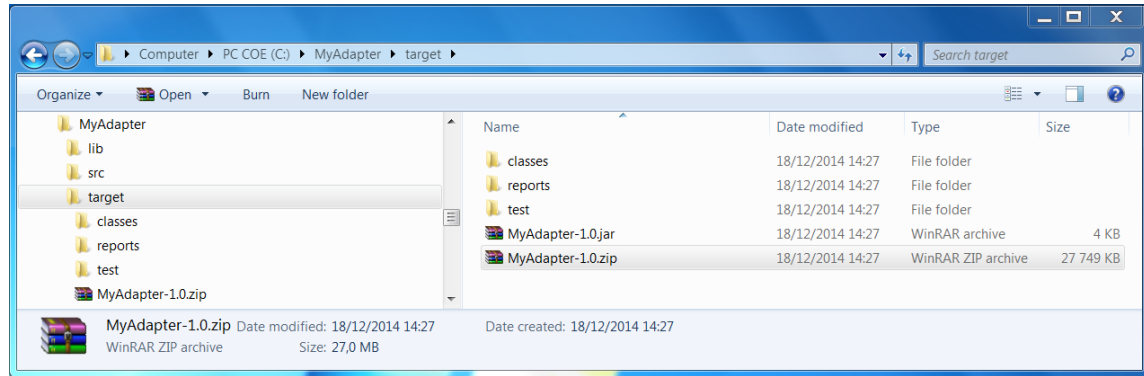 Computer PC COE (C:) MyAdapter target Search target
Organize Open Burn New folder
MyAdapter
lib
src
target
classes
reports
test
MyAdapter-1.0.zip
Name Date modified Type Size
classes 18/12/2014 14:27 File folder
reports 18/12/2014 14:27 File folder
test 18/12/2014 14:27 File folder
MyAdapter-1.0.jar 18/12/2014 14:27 WinRAR archive 4 KB
MyAdapter-1.0.zip 18/12/2014 14:27 WinRAR ZIP archive 27 749 KB
MyAdapter-1.0.zip Date modified: 18/12/2014 14:27 Date created: 18/12/2014 14:27
WinRAR ZIP archive Size: 27,0 MB